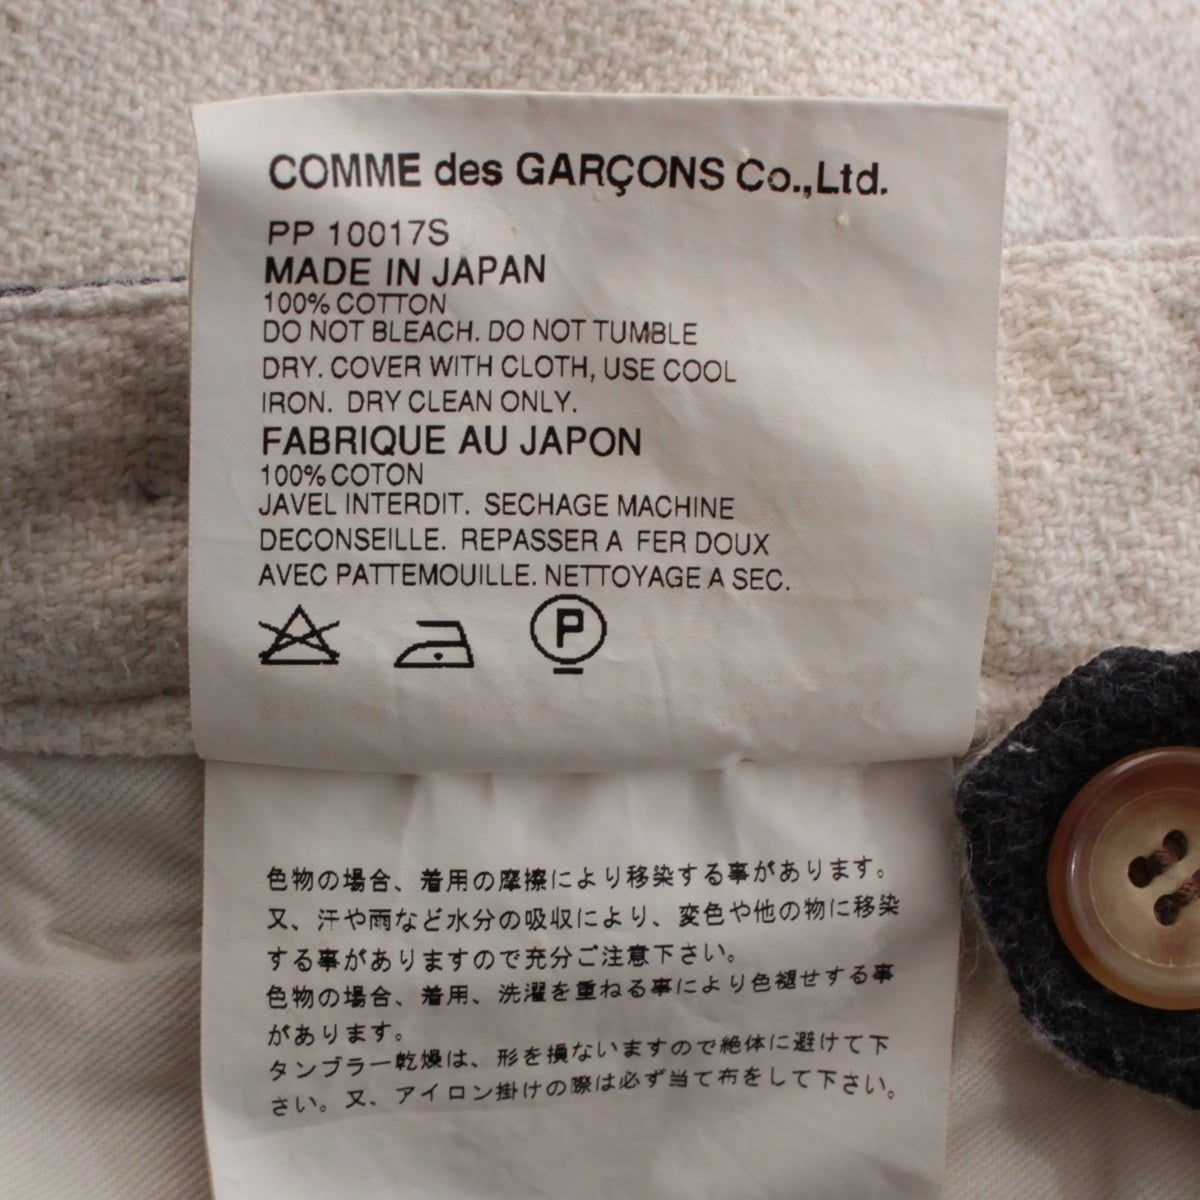 COMME des GARÇONS Co.,Ltd.
PP 10017S
MADE IN JAPAN
100% COTTON
DO NOT BLEACH. DO NOT TUMBLE
DRY. COVER WITH CLOTH, USE COOL
IRON. DRY CLEAN ONLY.
FABRIQUE AU JAPON
100% COTON
JAVEL INTERDIT. SECHAGE MACHINE
DECONSEILLE. REPASSER A FER DOUX
AVEC PATTEMOUILLE. NETTOYAGE A SEC.
P
色物の場合、着用の摩擦により移染する事があります。
又、汗や雨など水分の吸収により、変色や他の物に移染
する事がありますので充分ご注意下さい。
色物の場合、着用、洗濯を重ねる事により色褪せする事
があります。
タンブラー乾燥は、形を損ないますので絶体に避けて下
さい。又、アイロン掛けの際は必ず当て布をして下さい。